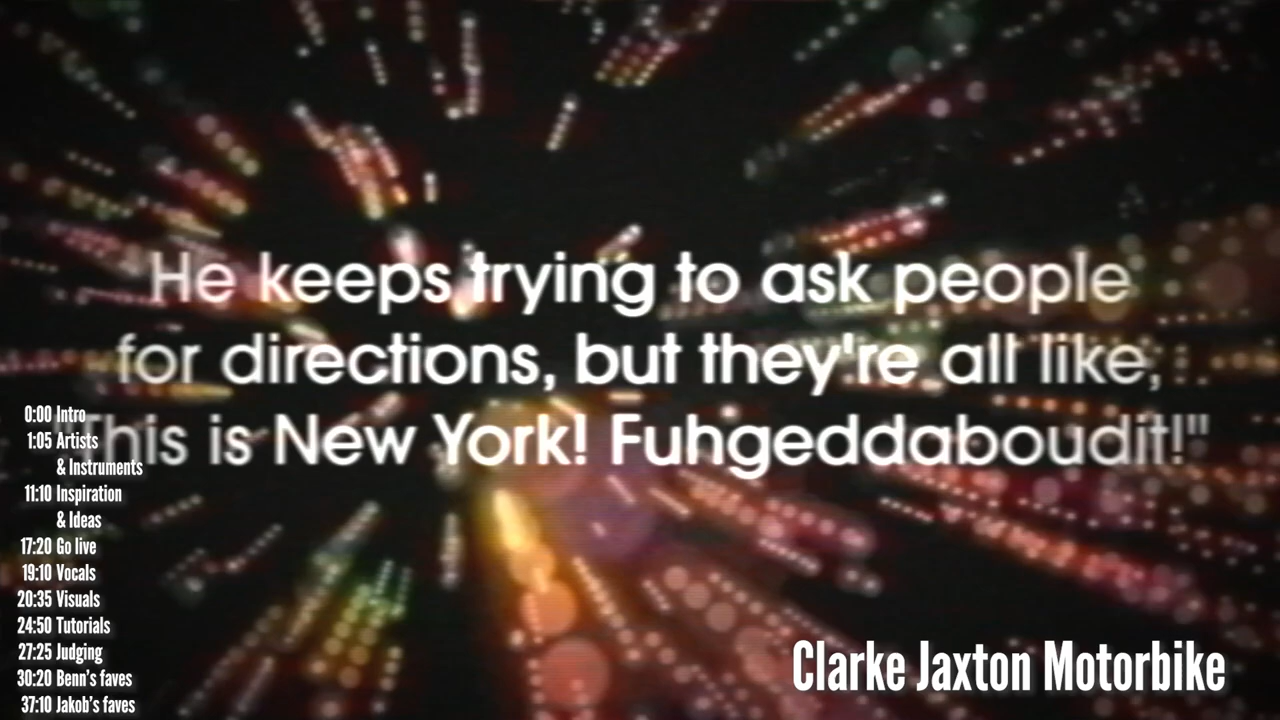 He keeps trying to ask people
for directions, but they're all like,
"This is New York! Fuhgeddaboudit!"
0:00 Intro
1:05 Artists
& Instruments
11:10 Inspiration
& Ideas
17:20 Go live
19:10 Vocals
20:35 Visuals
24:50 Tutorials
27:25 Judging
30:20 Benn's faves
37:10 Jakob's faves
Clarke Jaxton Motorbike